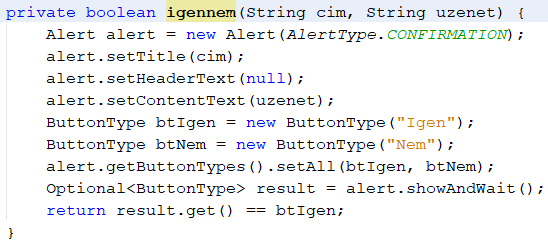 private boolean igennem(String cim, String uzenet) {
    Alert alert = new Alert(AlertType.CONFIRMATION);
    alert.setTitle(cim);
    alert.setHeaderText(null);
    alert.setContentText(uzenet);
    ButtonType btIgen = new ButtonType("Igen");
    ButtonType btNem = new ButtonType("Nem");
    alert.getButtonTypes().setAll(btIgen, btNem);
    Optional<ButtonType> result = alert.showAndWait();
    return result.get() == btIgen;
}